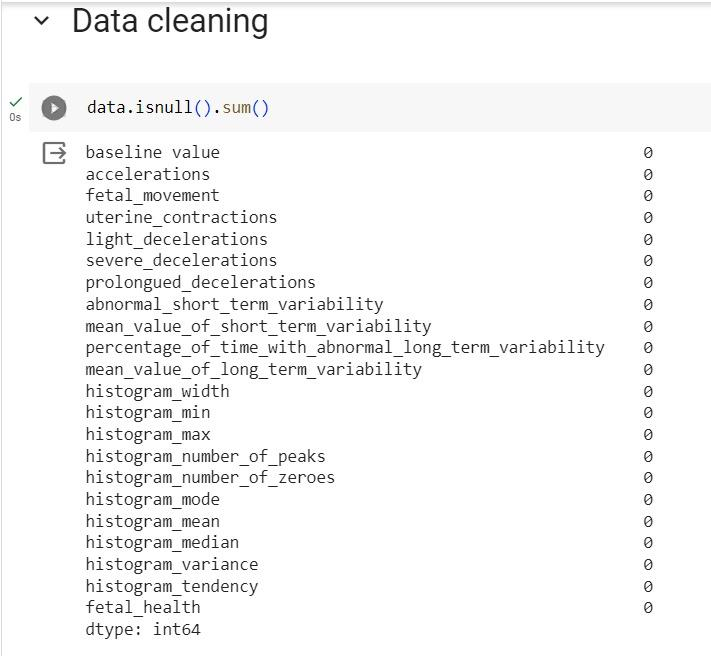 Data cleaning
0s
data.isnull().sum()
baseline value 0
accelerations 0
fetal_movement 0
uterine_contractions 0
light_decelerations 0
severe_decelerations 0
prolongued_decelerations 0
abnormal_short_term_variability 0
mean_value_of_short_term_variability 0
percentage_of_time_with_abnormal_long_term_variability 0
mean_value_of_long_term_variability 0
histogram_width 0
histogram_min 0
histogram_max 0
histogram_number_of_peaks 0
histogram_number_of_zeroes 0
histogram_mode 0
histogram_mean 0
histogram_median 0
histogram_variance 0
histogram_tendency 0
fetal_health 0
dtype: int64